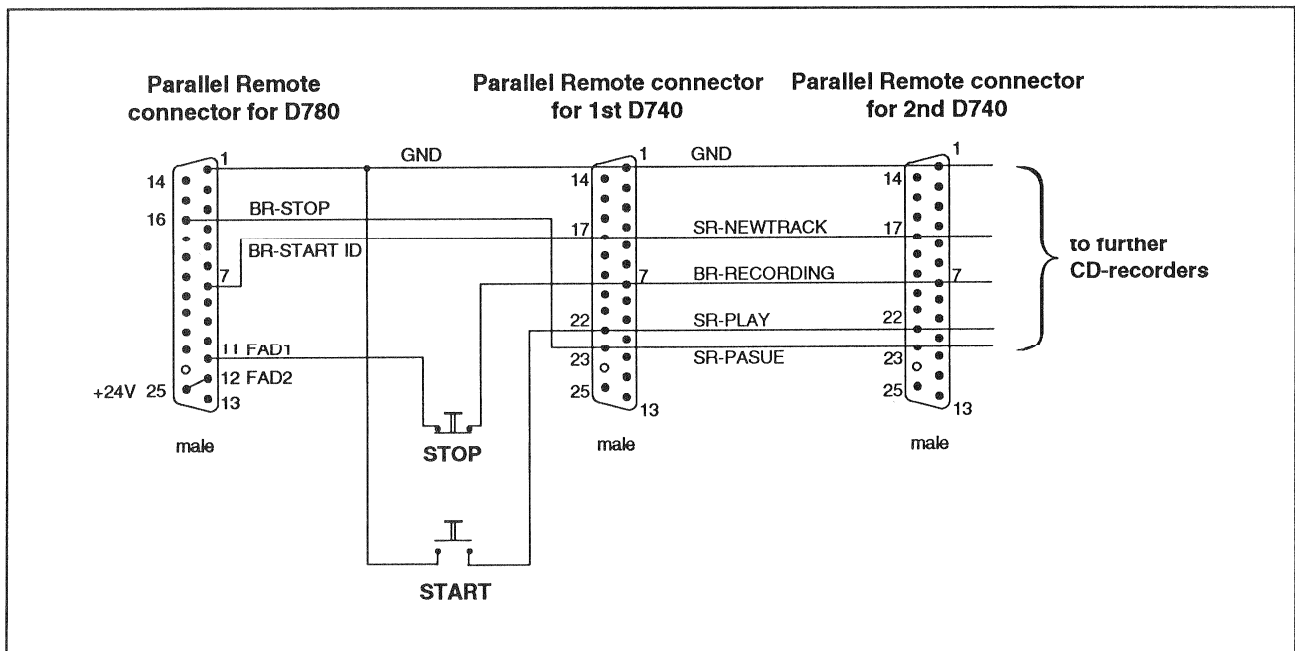 Parallel Remote
connector for D780
Parallel Remote connector
for 1st D740
Parallel Remote connector
for 2nd D740
1
GND
1
GND
1
14
14
14
16
BR-STOP
17
SR-NEWTRACK
17
BR-START ID
to further
CD-recorders
7
7
BR-RECORDING
7
22
SR-PLAY
22
11 FAD1
23
SR-PASUE
23
12 FAD2
+24V 25
13
25
13
25
13
male
STOP
male
male
START